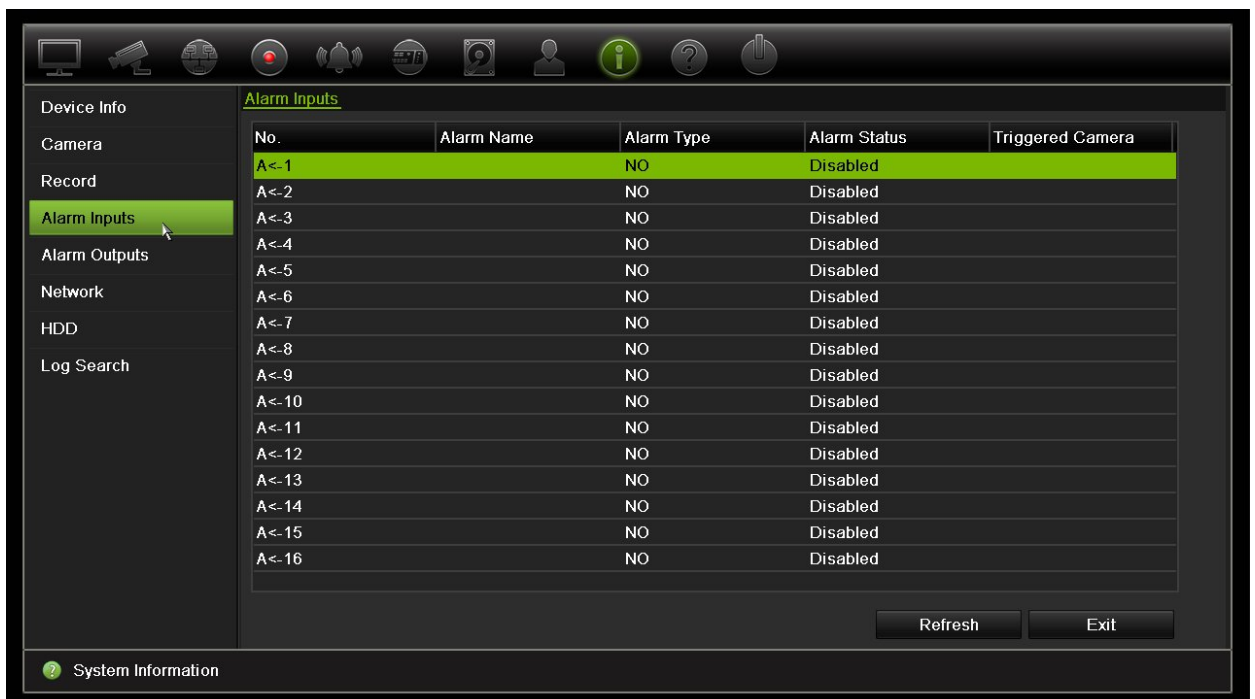 Device Info
Camera
Record
Alarm Inputs
Alarm Outputs
Network
HDD
Log Search
Alarm Inputs
No. Alarm Name Alarm Type Alarm Status Triggered Camera
A<-1 NO Disabled
A<-2 NO Disabled
A<-3 NO Disabled
A<-4 NO Disabled
A<-5 NO Disabled
A<-6 NO Disabled
A<-7 NO Disabled
A<-8 NO Disabled
A<-9 NO Disabled
A<-10 NO Disabled
A<-11 NO Disabled
A<-12 NO Disabled
A<-13 NO Disabled
A<-14 NO Disabled
A<-15 NO Disabled
A<-16 NO Disabled
Refresh Exit
System Information